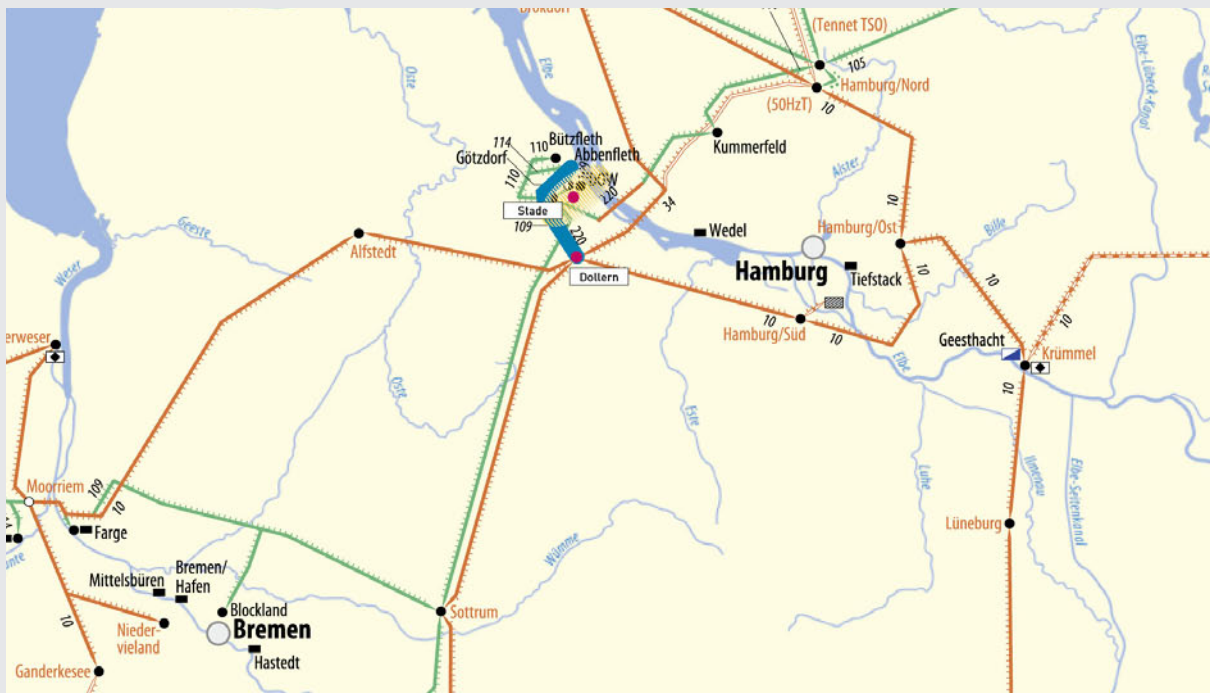 (Tennet TSO)
Oste
Elbe
Elbe-Lübeck-Kanal
105
Hamburg/Nord
(50HzT)
10
114
110
Bützfleth
Götzdorf
Abbenfleth
Kummerfeld
Alster
110
DOW
220
Stade
34
10
109
220
Geeste
Alfstedt
Wedel
Hamburg/Ost
Bille
Weser
Hamburg
Tiefstack
Dollern
10
10
10
10
Hamburg/Süd
10
erweser
Geesthacht
Krümmel
Elbe
10
Oste
Este
Luhe
Ilmenau
Elbe-Seitenkanal
Moorriem
109
10
Farge
Lüneburg
Wümme
Mittelsbüren
Bremen/
Hafen
Blockland
Sottrum
10
Nieder-
vieland
Bremen
Hastedt
Ganderkesee